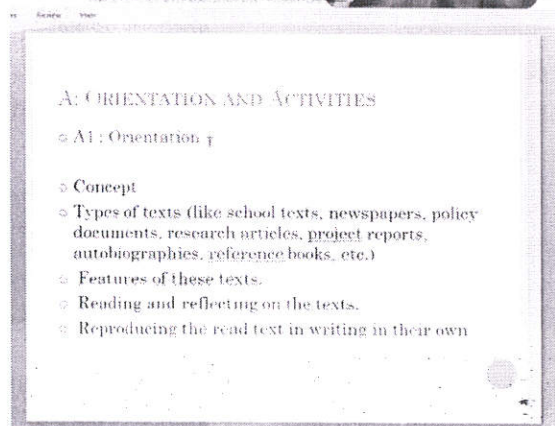 Review View
A: ORIENTATION AND ACTIVITIES
A1: Orientation
Concept
Types of texts (like school texts, newspapers, policy
documents, research articles, project reports,
autobiographies, reference books, etc.)
Features of these texts.
Reading and reflecting on the texts.
Reproducing the read text in writing in their own